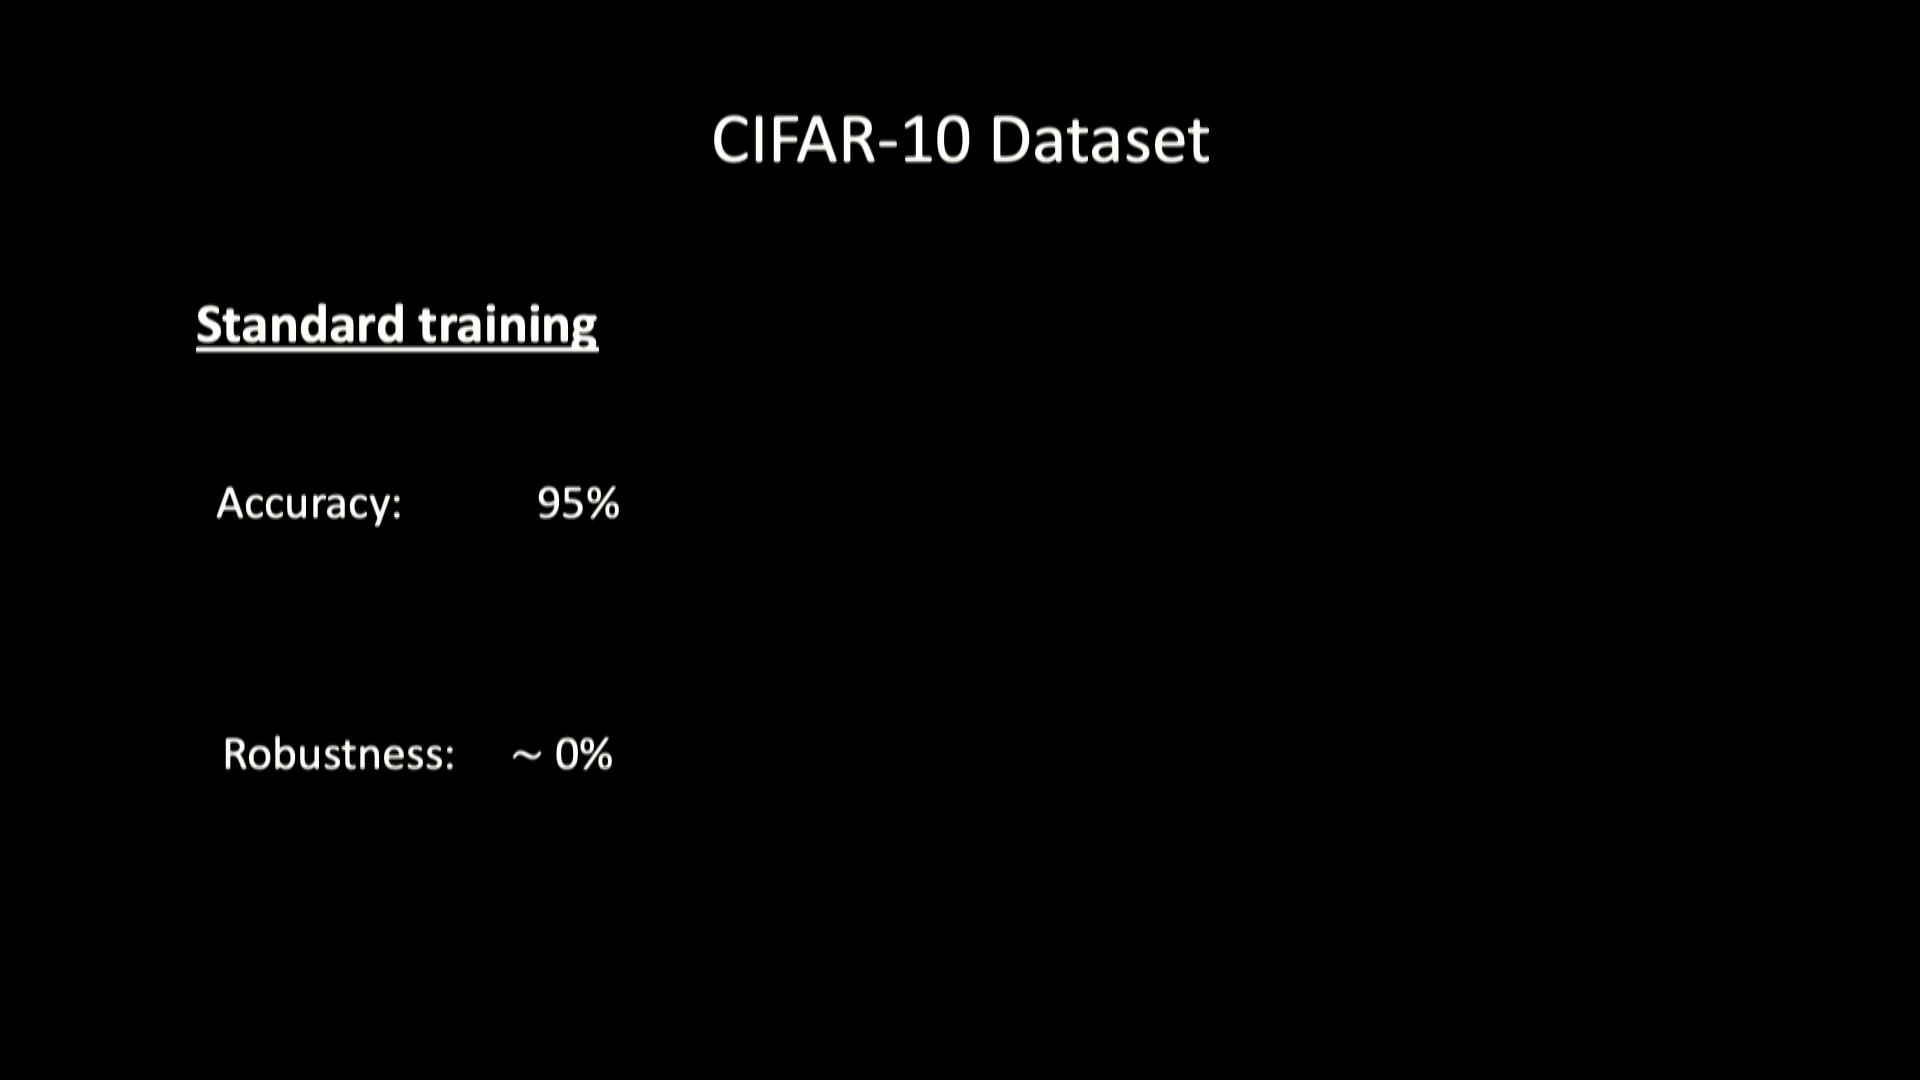 CIFAR-10 Dataset
Standard training
Accuracy: 95%
Robustness: ~ 0%